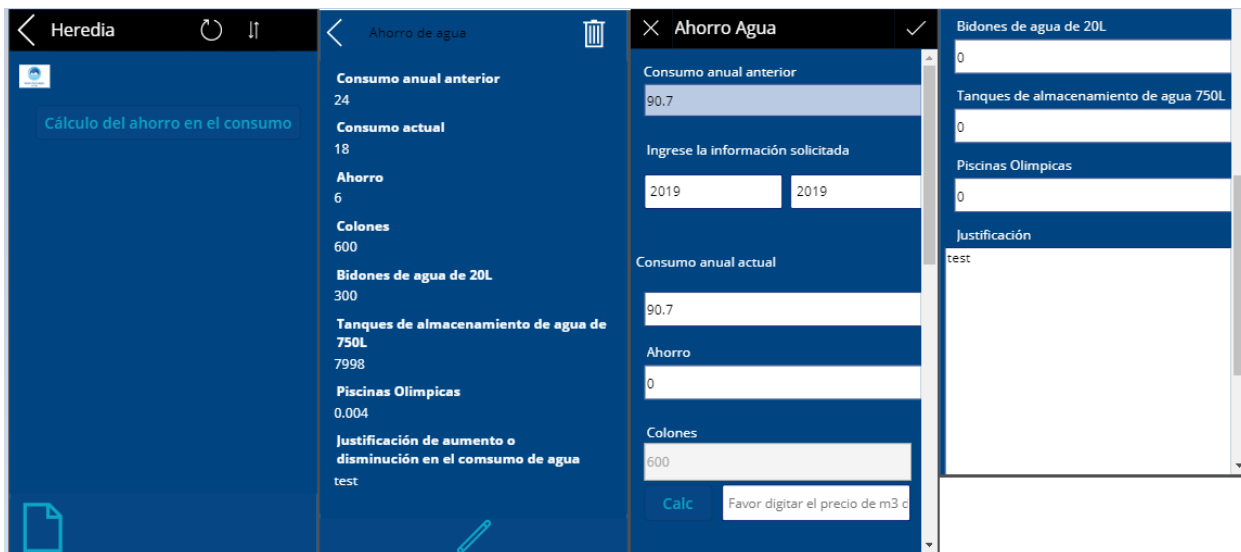 Heredia
Cálculo del ahorro en el consumo
Ahorro de agua
Consumo anual anterior
24
Consumo actual
18
Ahorro
6
Colones
600
Bidones de agua de 20L
300
Tanques de almacenamiento de agua de
750L
7998
Piscinas Olimpicas
0.004
Justificación de aumento o
disminución en el comsumo de agua
test
Ahorro Agua
Consumo anual anterior
90.7
Ingrese la información solicitada
2019 2019
Consumo anual actual
90.7
Ahorro
0
Colones
600
Calc Favor digitar el precio de m3 d
Bidones de agua de 20L
0
Tanques de almacenamiento de agua 750L
0
Piscinas Olimpicas
0
Justificación
test